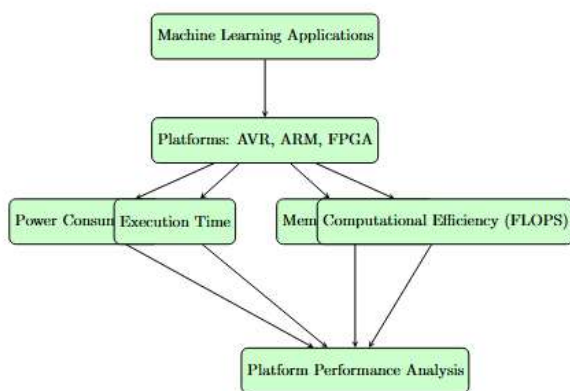 Machine Learning Applications
Platforms: AVR, ARM, FPGA
Power Consum
Execution Time
Mem
Computational Efficiency (FLOPS)
Platform Performance Analysis